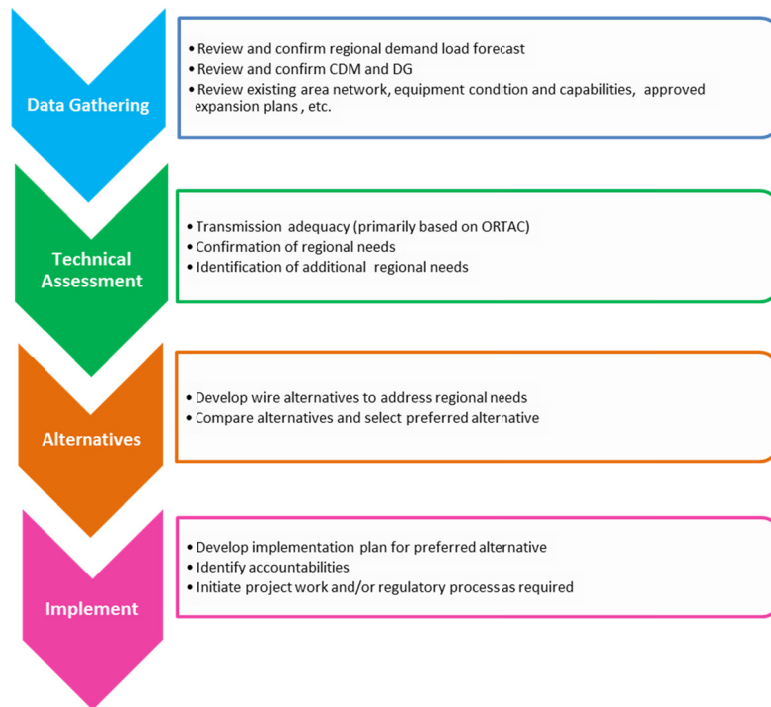 Data Gathering
• Review and confirm regional demand load forecast
• Review and confirm CDM and DG
• Review existing area network, equipment condition and capabilities, approved
expansion plans , etc.
Technical
Assessment
• Transmission adequacy (primarily based on ORTAC)
• Confirmation of regional needs
• Identification of additional regional needs
Alternatives
• Develop wire alternatives to address regional needs
• Compare alternatives and select preferred alternative
Implement
• Develop implementation plan for preferred alternative
• Identify accountabilities
• Initiate project work and/or regulatory processas required